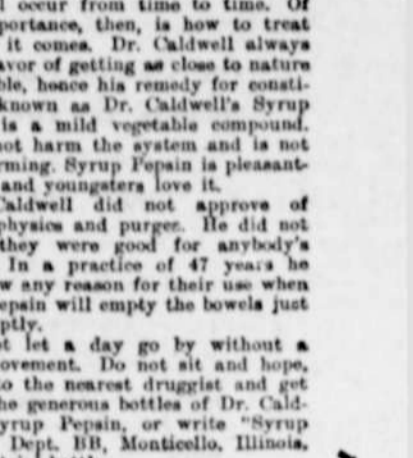 l occur from time to time. Of
portance, then, is how to treat
it comes. Dr. Caldwell always
avor of getting as close to nature
ble, hence his remedy for consti-
known as Dr. Caldwell's Syrup
is a mild vegetable compound.
not harm the system and is not
rming. Syrup Pepsin is pleasant-
and youngsters love it.
Caldwell did not approve of
physics and purges. He did not
they were good for anybody's
In a practice of 47 years he
w any reason for their use when
epsin will empty the bowels just
ptly.
ot let a day go by without a
ovement. Do not sit and hope,
to the nearest druggist and get
he generous bottles of Dr. Cald-
yrup Pepsin, or write "Syrup
Dept. BB, Monticello, Illinois,